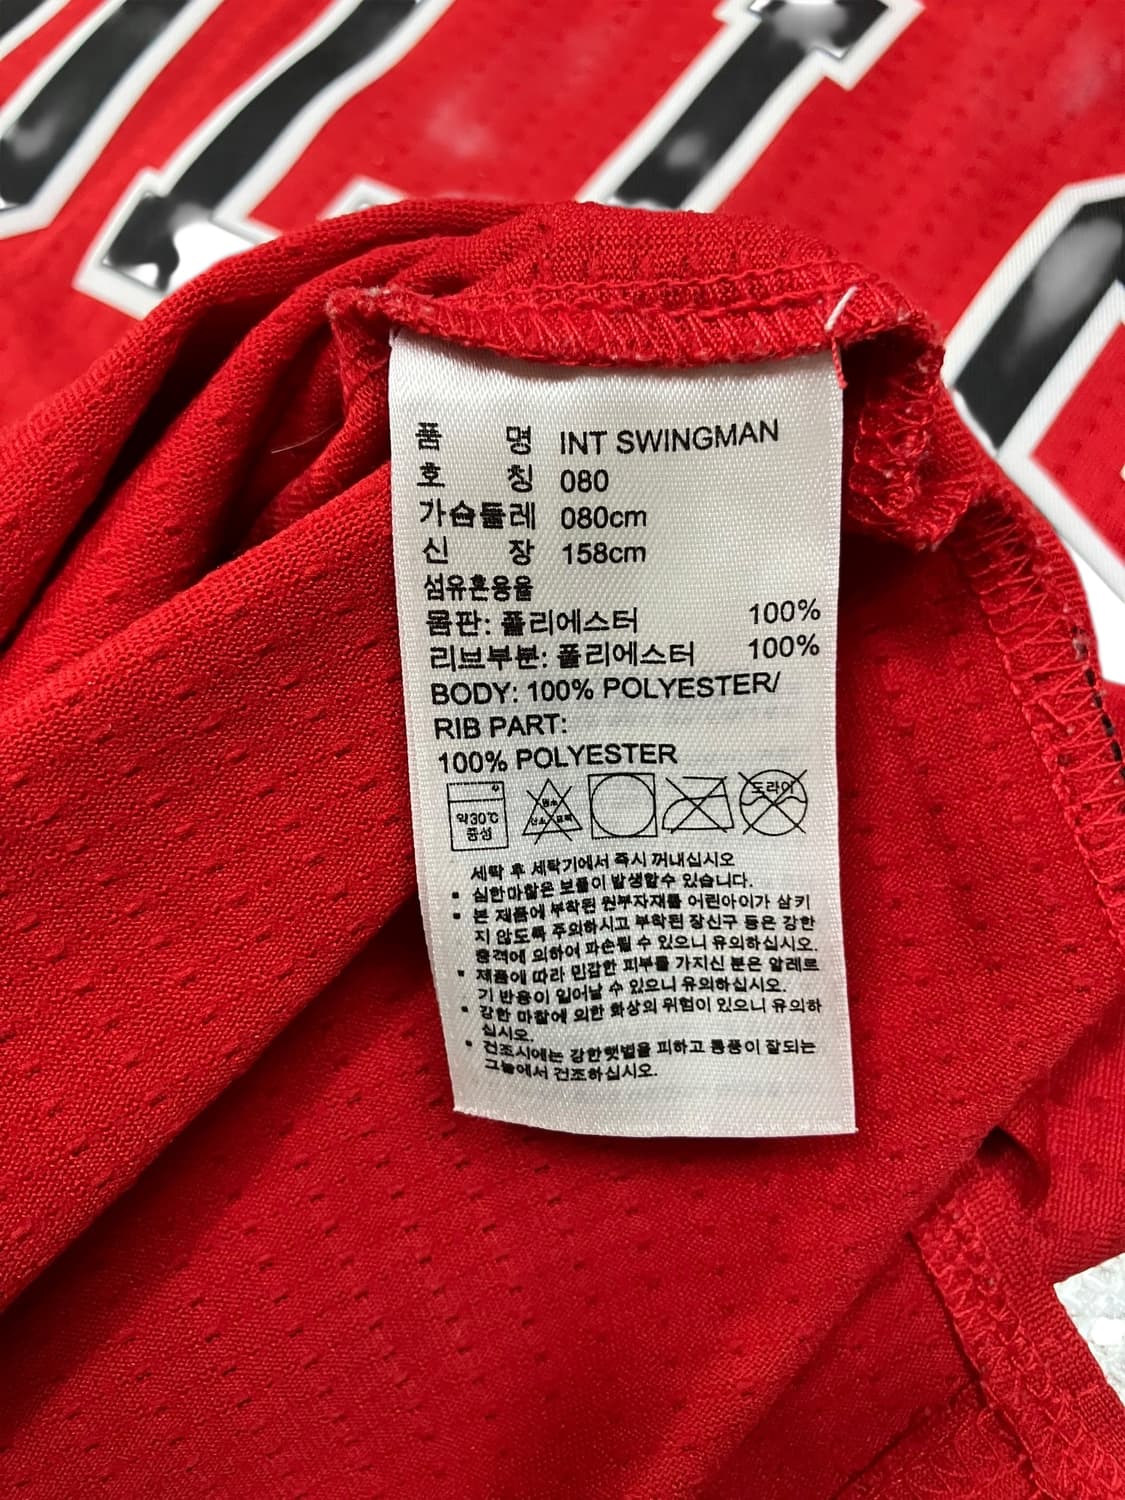 품 명 INT SWINGMAN
호 칭 080
가슴둘레 080cm
신 장 158cm
섬유혼용율
몸판: 폴리에스터 100%
리브부분: 폴리에스터 100%
BODY: 100% POLYESTER/
RIB PART:
100% POLYESTER
약30℃
중성
염소
산소 표백
도라이
세탁 후 세탁기에서 즉시 꺼내십시오
▪ 심한마찰은 보풀이 발생할수 있습니다.
▪ 본 제품에 부착된 원부자재를 어린아이가 삼키
지 않도록 주의하시고 부착된 장신구 등은 강한
충격에 의하여 파손될 수 있으니 유의하십시오.
▪ 제품에 따라 민감한 피부를 가지신 분은 알레르
기 반응이 일어날 수 있으니 유의하십시오.
▪ 강한 마찰에 의한 화상의 위험이 있으니 유의하
십시오.
▪ 건조시에는 강한햇볕을 피하고 통풍이 잘되는
그늘에서 건조하십시오.